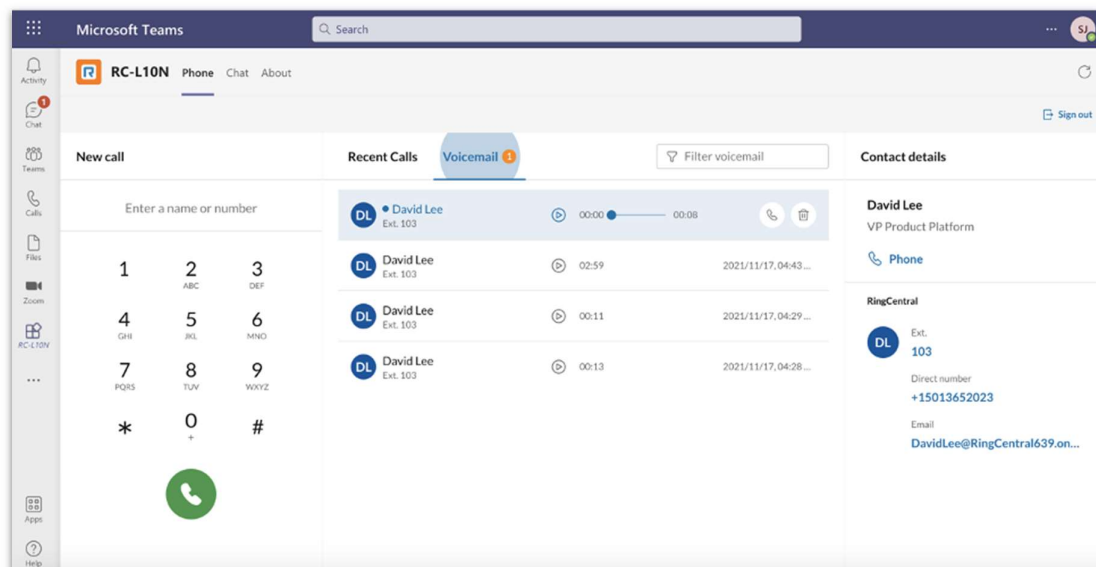 Microsoft Teams
Search
...
SJ
Activity
1
Chat
Teams
Calls
Files
Zoom
RC-L10N
...
Apps
Help
R RC-L10N Phone Chat About
Sign out
New call
Enter a name or number
1 2 3
ABC DEF
4 5 6
GHI JKL MNO
7 8 9
PQRS TUV WXYZ
* 0 #
+
Recent Calls Voicemail 1 Filter voicemail
DL David Lee 00:00 00:08
Ext. 103
DL David Lee 02:59 2021/11/17, 04:43...
Ext. 103
DL David Lee 00:11 2021/11/17, 04:29...
Ext. 103
DL David Lee 00:13 2021/11/17, 04:28...
Ext. 103
Contact details
David Lee
VP Product Platform
Phone
RingCentral
DL
Ext.
103
Direct number
+15013652023
Email
DavidLee@RingCentral639.on...